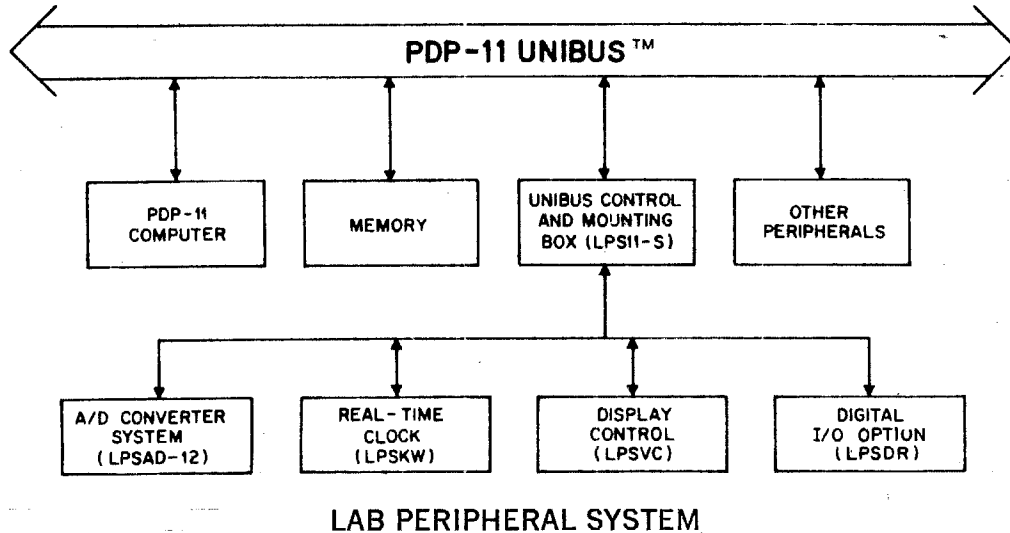 PDP-11 UNIBUS™
PDP-11
COMPUTER
MEMORY
UNIBUS CONTROL
AND MOUNTING
BOX (LPS11-S)
OTHER
PERIPHERALS
A/D CONVERTER
SYSTEM
(LPSAD-12)
REAL-TIME
CLOCK
(LPSKW)
DISPLAY
CONTROL
(LPSVC)
DIGITAL
I/O OPTION
(LPSDR)
LAB PERIPHERAL SYSTEM